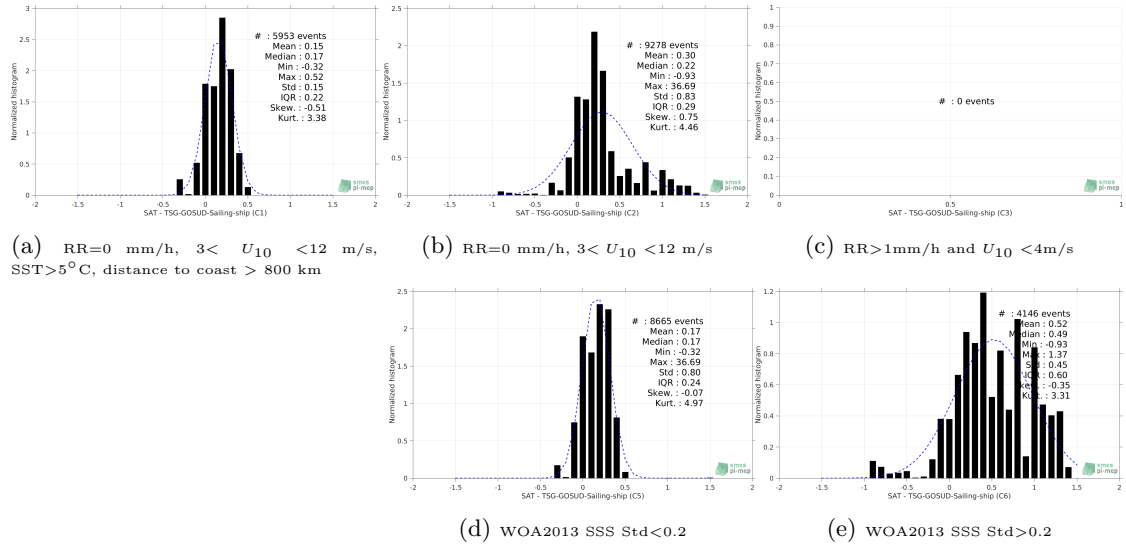 3
2.5
2
1.5
1
0.5
0
-2 -1.5 -1 -0.5 0 0.5 1 1.5 2
Normalized histogram
# : 5953 events
Mean : 0.15
Median : 0.17
Min : -0.32
Max : 0.52
Std : 0.15
IQR : 0.22
Skew. : -0.51
Kurt. : 3.38
smos
pi-mep
SAT - TSG-GOSUD-Sailing-ship (C1)
(a) RR=0 mm/h, 3< U10 <12 m/s,
SST>5°C, distance to coast > 800 km
2.5
2
1.5
1
0.5
0
-2 -1.5 -1 -0.5 0 0.5 1 1.5 2
Normalized histogram
# : 9278 events
Mean : 0.30
Median : 0.22
Min : -0.93
Max : 36.69
Std : 0.83
IQR : 0.29
Skew. : 0.75
Kurt. : 4.46
smos
pi-mep
SAT - TSG-GOSUD-Sailing-ship (C2)
(b) RR=0 mm/h, 3< U10 <12 m/s
1
0.9
0.8
0.7
0.6
0.5
0.4
0.3
0.2
0.1
0
0 0.5 1
Normalized histogram
# : 0 events
smos
pi-mep
SAT - TSG-GOSUD-Sailing-ship (C3)
(c) RR>1mm/h and U10 <4m/s
2.5
2
1.5
1
0.5
0
-2 -1.5 -1 -0.5 0 0.5 1 1.5 2
Normalized histogram
# : 8665 events
Mean : 0.17
Median : 0.17
Min : -0.32
Max : 36.69
Std : 0.80
IQR : 0.24
Skew. : -0.07
Kurt. : 4.97
smos
pi-mep
SAT - TSG-GOSUD-Sailing-ship (C5)
(d) WOA2013 SSS Std<0.2
1.2
1
0.8
0.6
0.4
0.2
0
-2 -1.5 -1 -0.5 0 0.5 1 1.5 2
Normalized histogram
# : 4146 events
Mean : 0.52
Median : 0.49
Min : -0.93
Max : 1.37
Std : 0.45
IQR : 0.60
Skew. : -0.35
Kurt. : 3.31
smos
pi-mep
SAT - TSG-GOSUD-Sailing-ship (C6)
(e) WOA2013 SSS Std>0.2